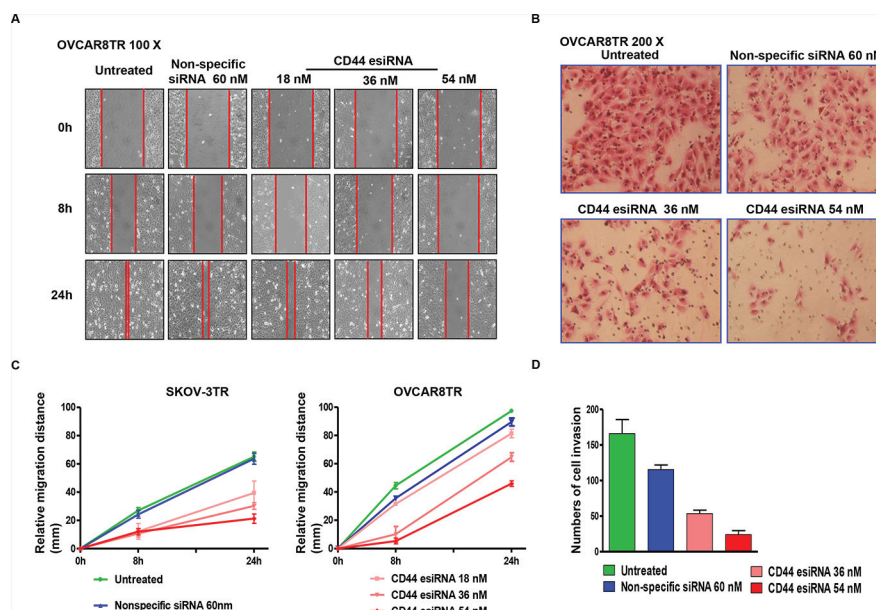 A
OVCAR8TR 100 X
Untreated
Non-specific
siRNA 60 nM
CD44 esiRNA
18 nM
36 nM
54 nM
0h
8h
24h
B
OVCAR8TR 200 X
Untreated
Non-specific siRNA 60 nM
CD44 esiRNA 36 nM
CD44 esiRNA 54 nM
C
SKOV-3TR
Relative migration distance
(mm)
100
80
60
40
20
0
0h
8h
24h
Untreated
Nonspecific siRNA 60nm
OVCAR8TR
Relative migration distance
(mm)
100
80
60
40
20
0
0h
8h
24h
CD44 esiRNA 18 nM
CD44 esiRNA 36 nM
CD44 esiRNA 54 nM
D
Numbers of cell invasion
200
150
100
50
0
Untreated
Non-specific siRNA 60 nM
CD44 esiRNA 36 nM
CD44 esiRNA 54 nM